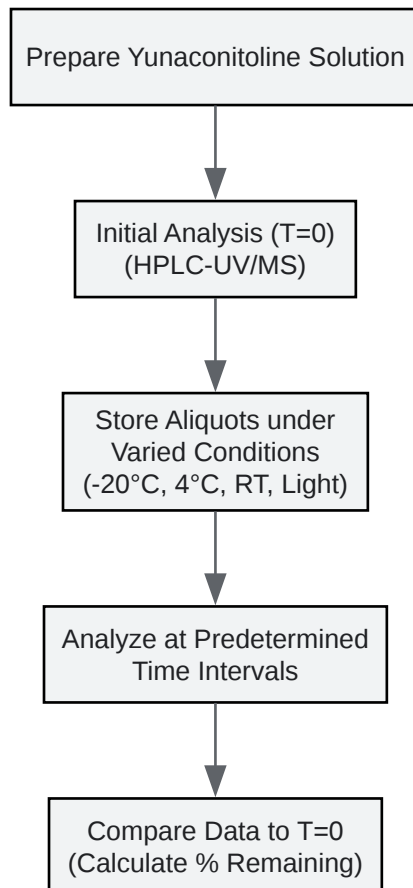 Prepare Yunaconitoline Solution
Initial Analysis (T=0)
(HPLC-UV/MS)
Store Aliquots under
Varied Conditions
(-20°C, 4°C, RT, Light)
Analyze at Predetermined
Time Intervals
Compare Data to T=0
(Calculate % Remaining)